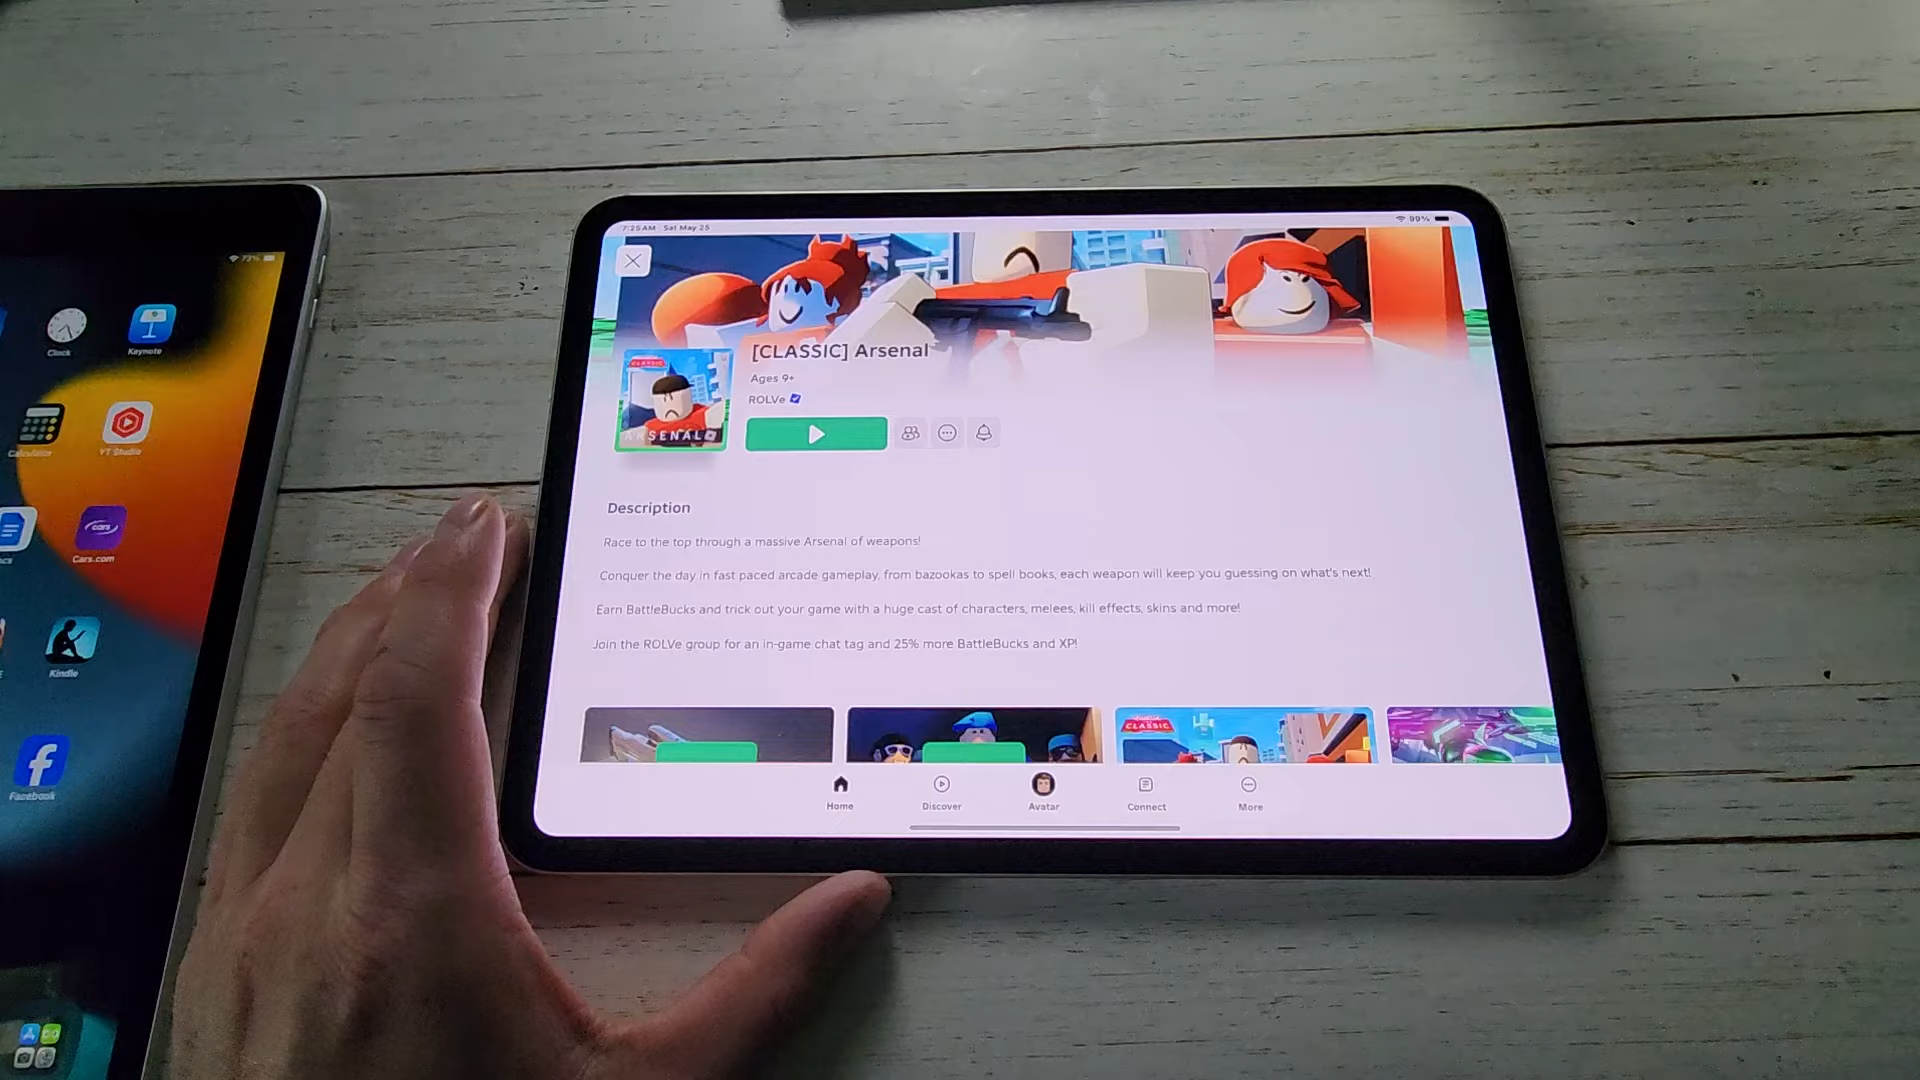 7:25 AM Sat May 25
99%
[CLASSIC] Arsenal
Ages 9+
ROLVe
CLASSIC
ARSENAL
Description
Race to the top through a massive Arsenal of weapons!
Conquer the day in fast paced arcade gameplay, from bazookas to spell books, each weapon will keep you guessing on what's next!
Earn BattleBucks and trick out your game with a huge cast of characters, melees, kill effects, skins and more!
Join the ROLVe group for an in-game chat tag and 25% more BattleBucks and XP!
CLASSIC
Home
Discover
Avatar
Connect
More
73%
Clock
Keynote
Calculator
YT Studio
cars
Cars.com
Kindle
Facebook